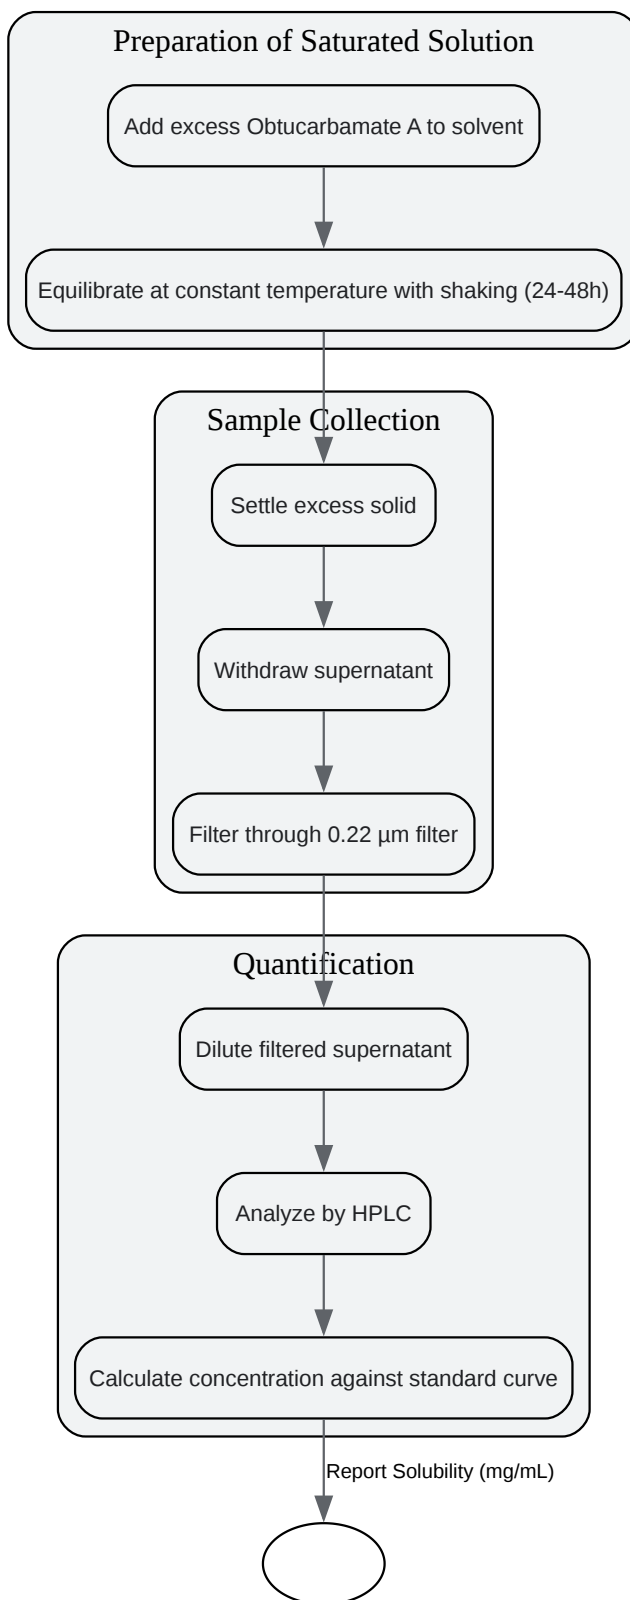 Preparation of Saturated Solution
Add excess Obtucarbamate A to solvent
Equilibrate at constant temperature with shaking (24-48h)
Sample Collection
Settle excess solid
Withdraw supernatant
Filter through 0.22 µm filter
Quantification
Dilute filtered supernatant
Analyze by HPLC
Calculate concentration against standard curve
Report Solubility (mg/mL)